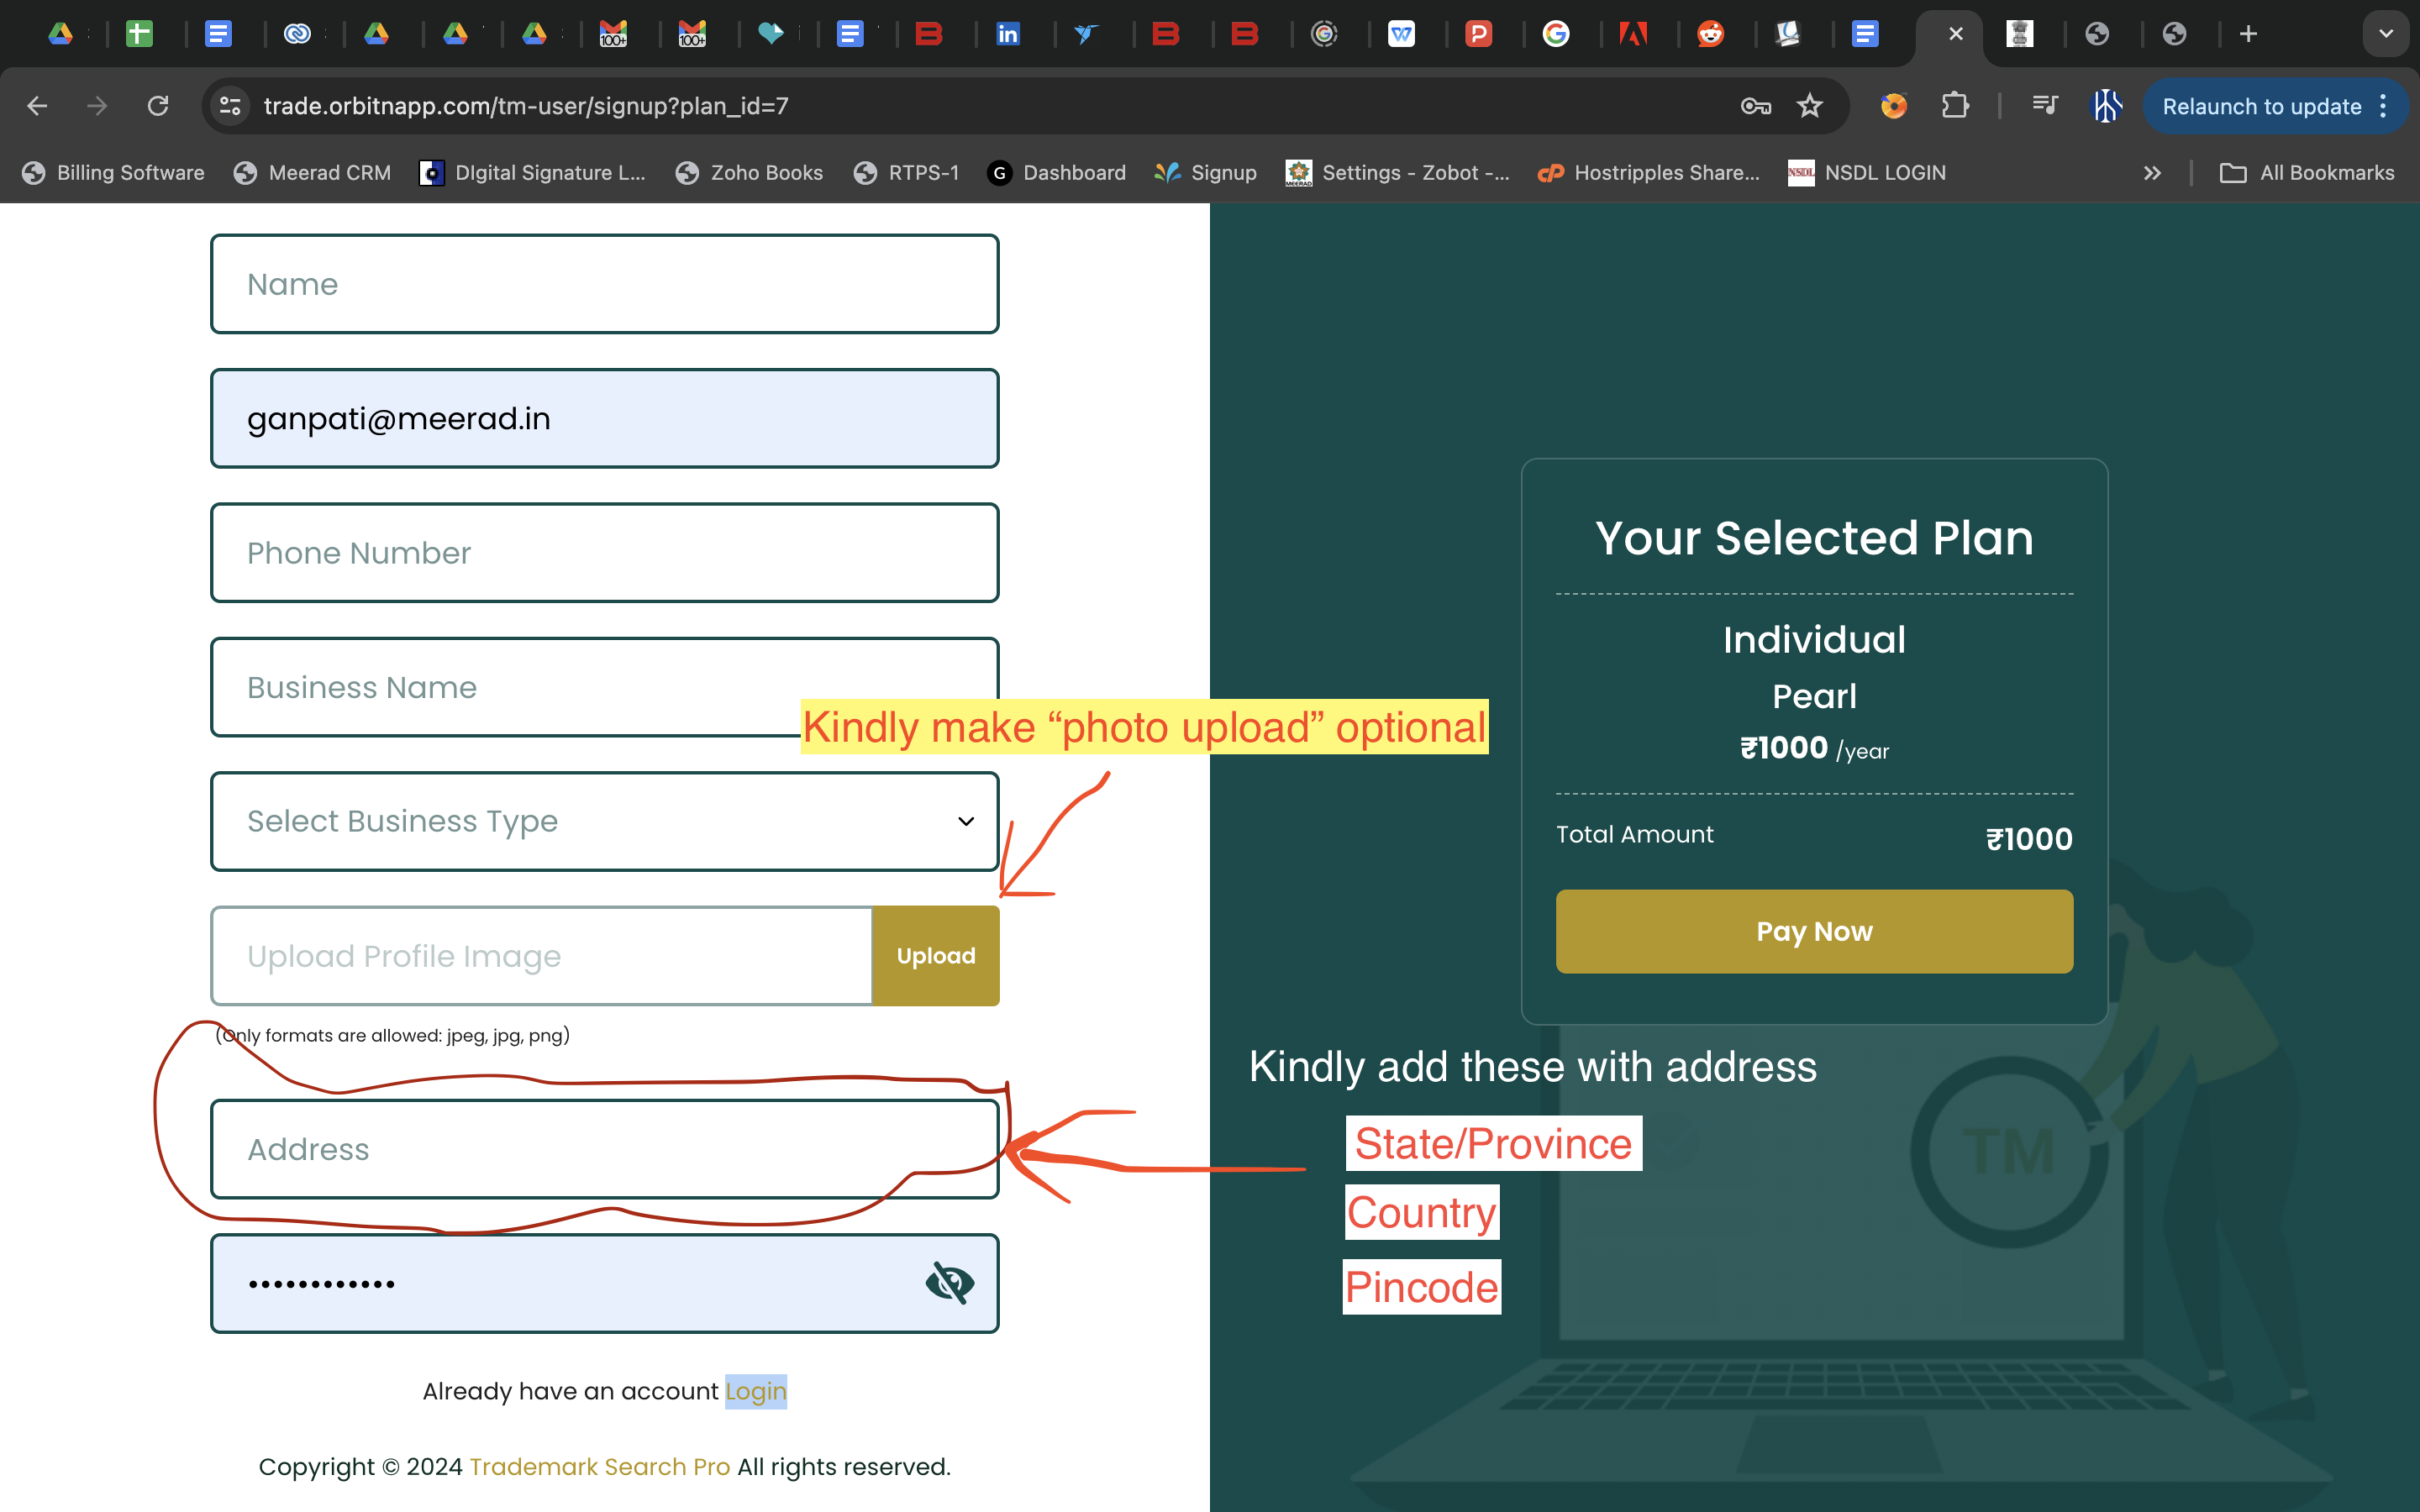 100+
100+
trade.orbitnapp.com/tm-user/signup?plan_id=7
Relaunch to update
Billing Software
Meerad CRM
DIgital Signature L...
Zoho Books
RTPS-1
Dashboard
Signup
Settings - Zobot -...
Hostripples Share...
NSDL LOGIN
All Bookmarks
Name
ganpati@meerad.in
Phone Number
Business Name
Kindly make “photo upload” optional
Select Business Type
Upload Profile Image
Upload
(Only formats are allowed: jpeg, jpg, png)
Address
••••••••••••
Already have an account Login
Copyright © 2024 Trademark Search Pro All rights reserved.
Your Selected Plan
Individual
Pearl
₹1000 /year
Total Amount
₹1000
Pay Now
Kindly add these with address
State/Province
Country
Pincode
TM